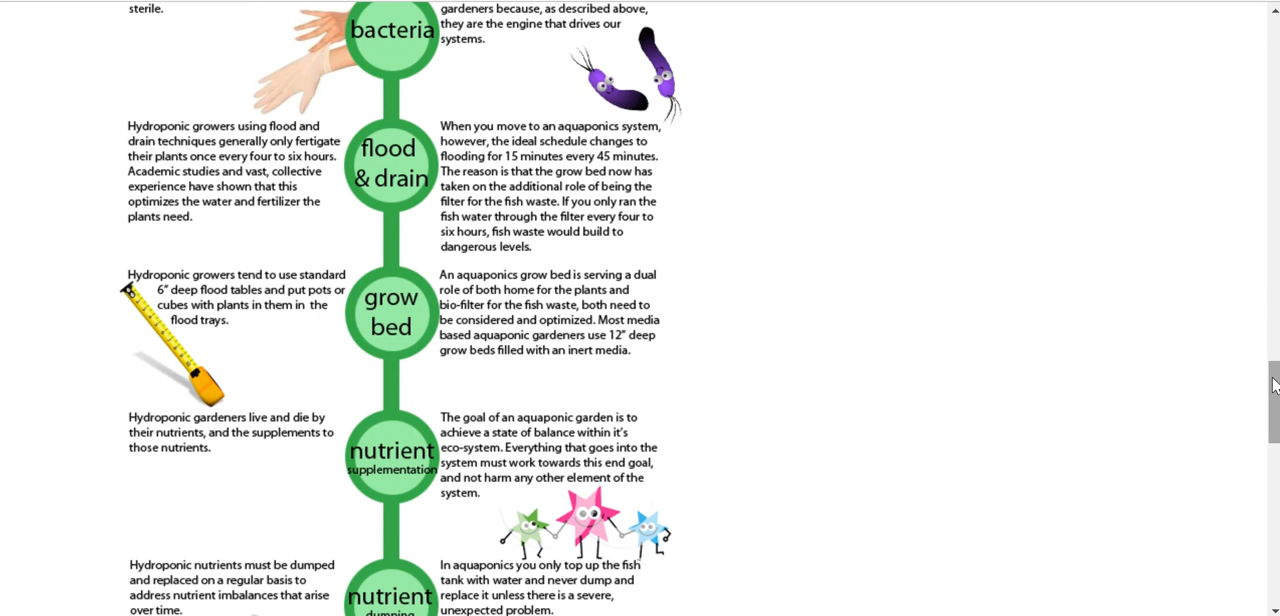 sterile.
bacteria
gardeners because, as described above,
they are the engine that drives our
systems.
Hydroponic growers using flood and
drain techniques generally only fertigate
their plants once every four to six hours.
Academic studies and vast, collective
experience have shown that this
optimizes the water and fertilizer the
plants need.
flood
& drain
When you move to an aquaponics system,
however, the ideal schedule changes to
flooding for 15 minutes every 45 minutes.
The reason is that the grow bed now has
taken on the additional role of being the
filter for the fish waste. If you only ran the
fish water through the filter every four to
six hours, fish waste would build to
dangerous levels.
Hydroponic growers tend to use standard
6” deep flood tables and put pots or
cubes with plants in them in the
flood trays.
grow
bed
An aquaponics grow bed is serving a dual
role of both home for the plants and
bio-filter for the fish waste, both need to
be considered and optimized. Most media
based aquaponic gardeners use 12” deep
grow beds filled with an inert media.
Hydroponic gardeners live and die by
their nutrients, and the supplements to
those nutrients.
nutrient
supplementation
The goal of an aquaponic garden is to
achieve a state of balance within it’s
eco-system. Everything that goes into the
system must work towards this end goal,
and not harm any other element of the
system.
Hydroponic nutrients must be dumped
and replaced on a regular basis to
address nutrient imbalances that arise
over time.
nutrient
dumping
In aquaponics you only top up the fish
tank with water and never dump and
replace it unless there is a severe,
unexpected problem.